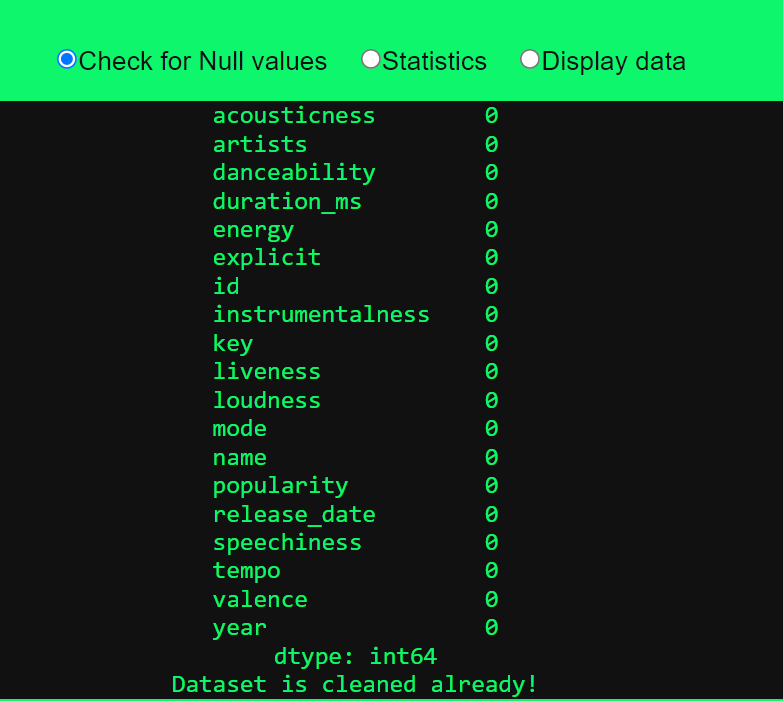 Check for Null values Statistics Display data
acousticness 0
artists 0
danceability 0
duration_ms 0
energy 0
explicit 0
id 0
instrumentalness 0
key 0
liveness 0
loudness 0
mode 0
name 0
popularity 0
release_date 0
speechiness 0
tempo 0
valence 0
year 0
dtype: int64
Dataset is cleaned already!